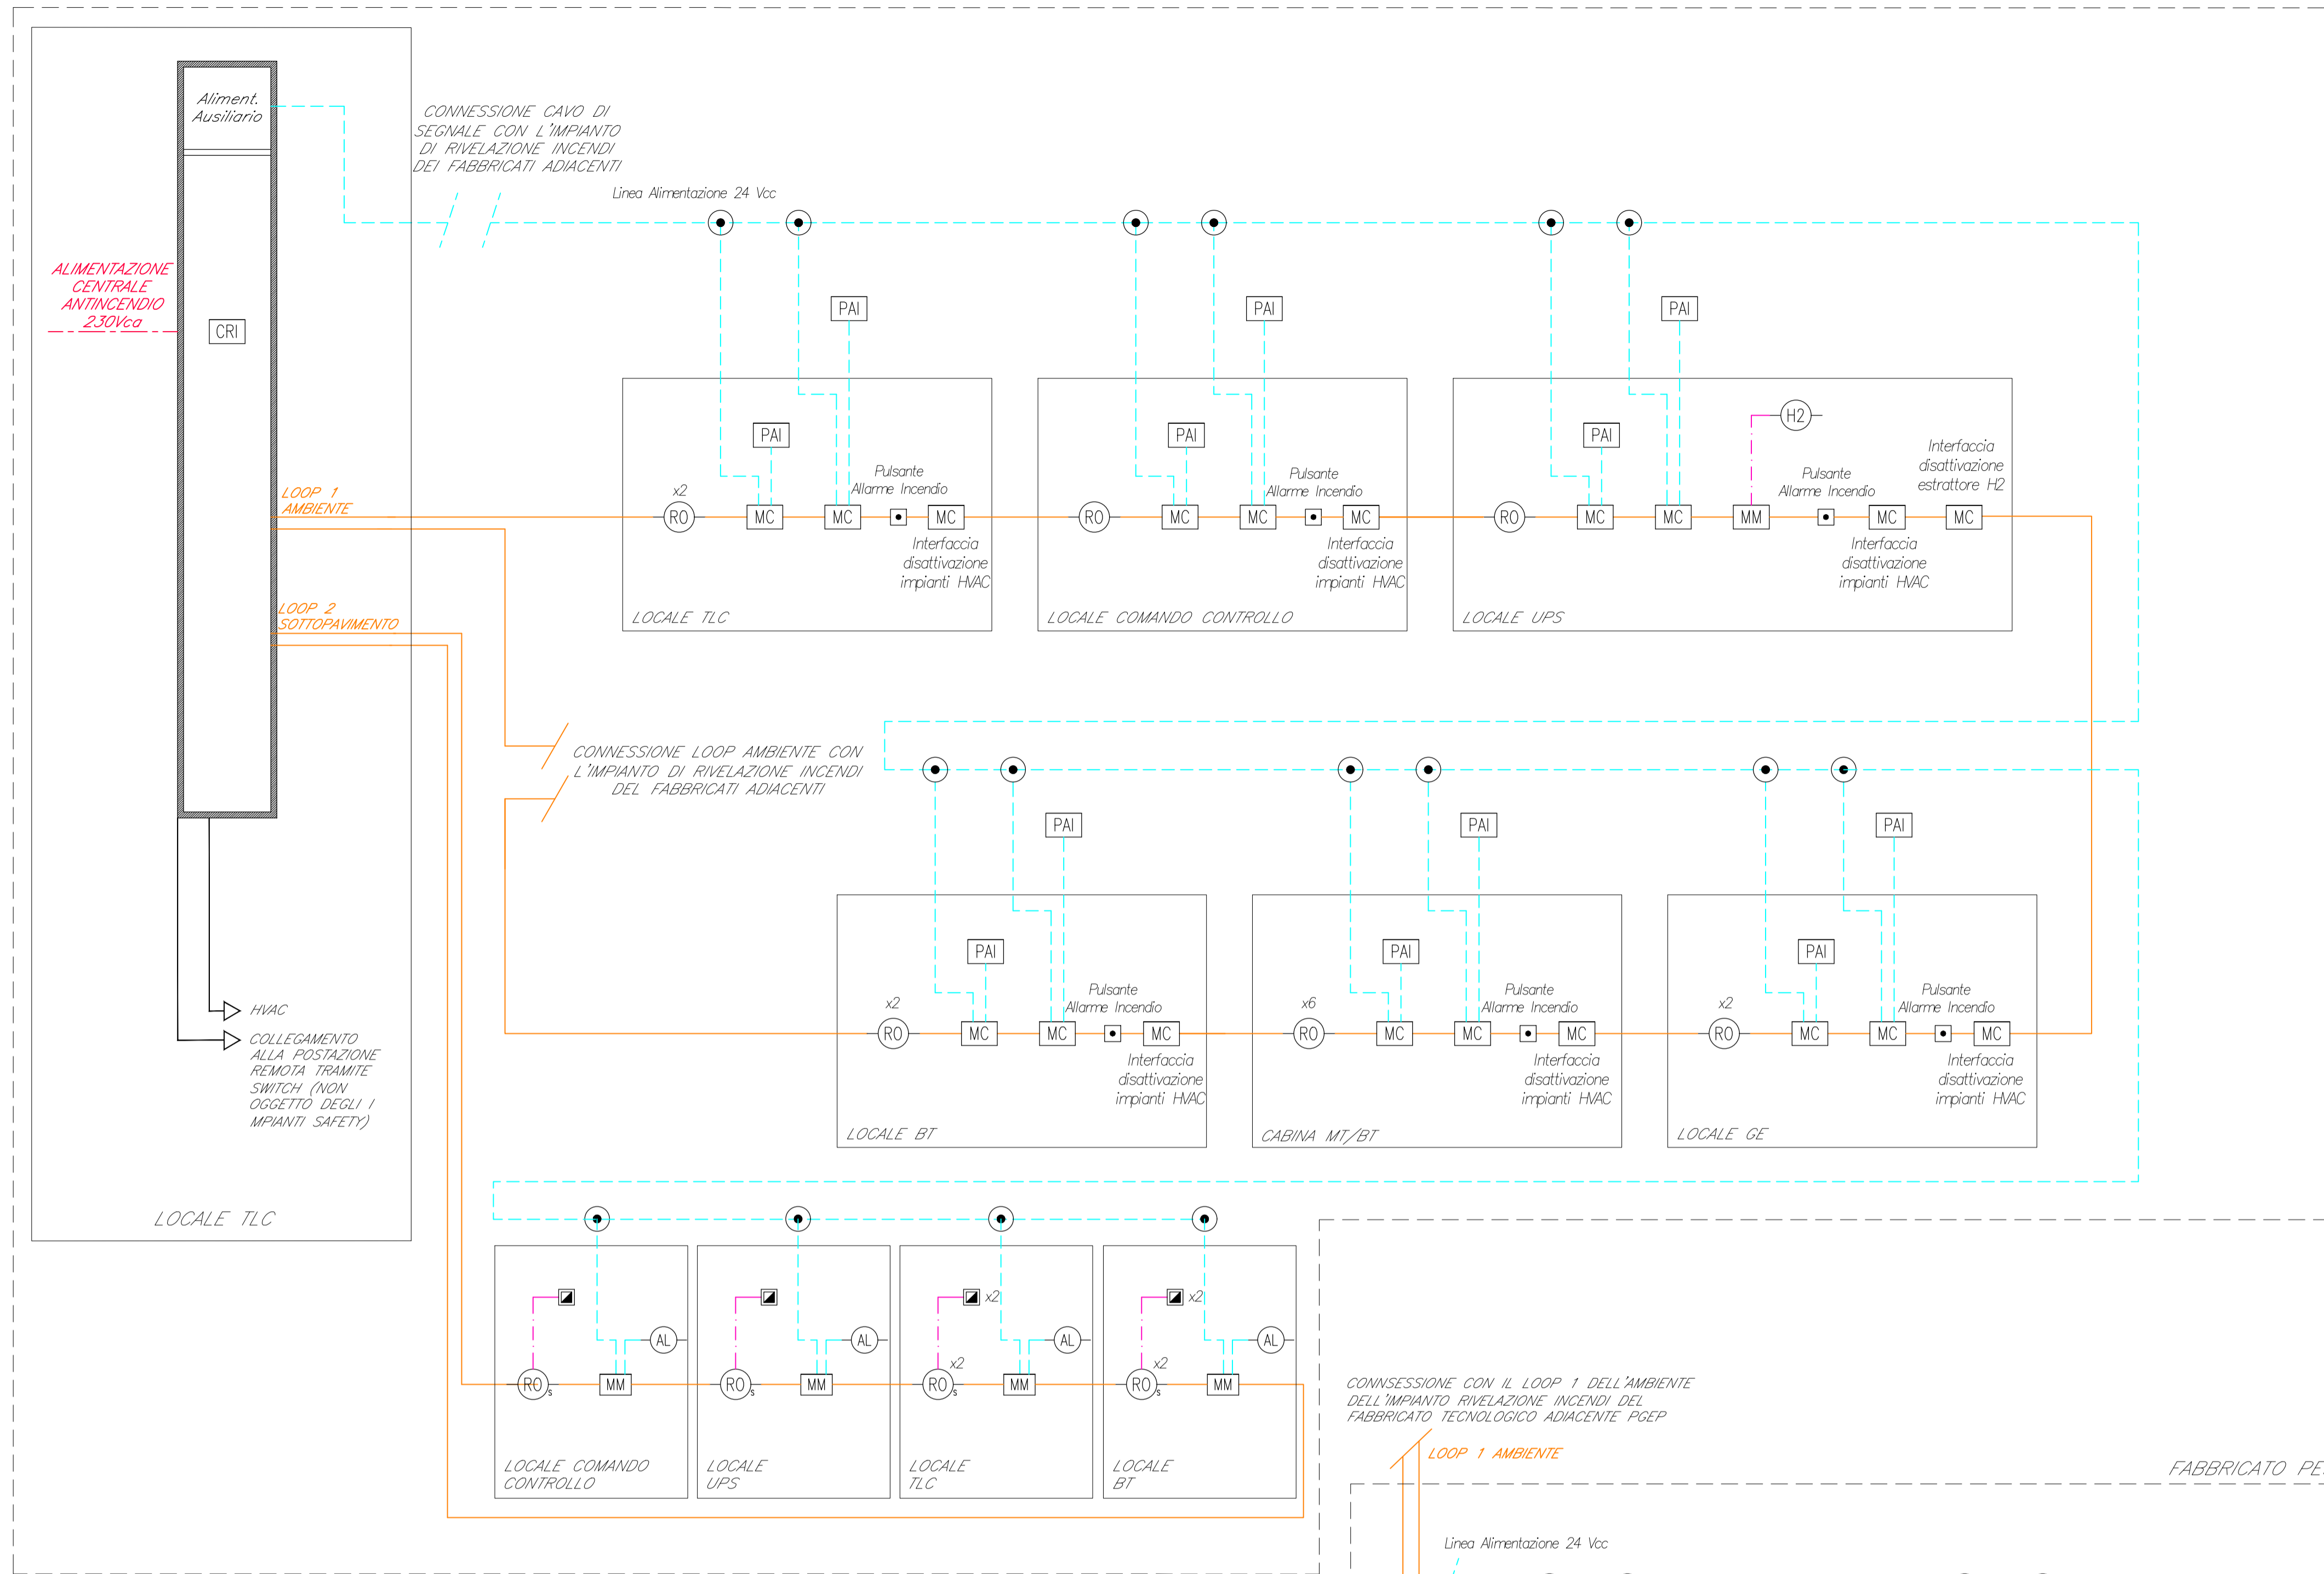 Aliment.
Ausiliario
CONNESSIONE CAVO DI
SEGNALE CON L'IMPIANTO
DI RIVELAZIONE INCENDI
DEI FABBRICATI ADIACENTI
Linea Alimentazione 24 Vcc
ALIMENTAZIONE
CENTRALE
ANTINCENDIO
230Vca
CRI
LOOP 1
AMBIENTE
LOOP 2
SOTTOPAVIMENTO
HVAC
COLLEGAMENTO
ALLA POSTAZIONE
REMOTA TRAMITE
SWITCH (NON
OGGETTO DEGLI I
MPIANTI SAFETY)
LOCALE TLC
PAI
PAI
x2
RO
MC
MC
Pulsante
Allarme Incendio
MC
Interfaccia
disattivazione
impianti HVAC
LOCALE TLC
PAI
PAI
RO
MC
MC
Pulsante
Allarme Incendio
MC
Interfaccia
disattivazione
impianti HVAC
LOCALE COMANDO CONTROLLO
PAI
PAI
H2
RO
MC
MC
MM
Pulsante
Allarme Incendio
MC
Interfaccia
disattivazione
impianti HVAC
Interfaccia
disattivazione
estrattore H2
MC
LOCALE UPS
CONNESSIONE LOOP AMBIENTE CON
L'IMPIANTO DI RIVELAZIONE INCENDI
DEL FABBRICATI ADIACENTI
PAI
PAI
x2
RO
MC
MC
Pulsante
Allarme Incendio
MC
Interfaccia
disattivazione
impianti HVAC
LOCALE BT
PAI
PAI
x6
RO
MC
MC
Pulsante
Allarme Incendio
MC
Interfaccia
disattivazione
impianti HVAC
CABINA MT/BT
PAI
PAI
x2
RO
MC
MC
Pulsante
Allarme Incendio
MC
Interfaccia
disattivazione
impianti HVAC
LOCALE GE
AL
RO s
MM
LOCALE COMANDO
CONTROLLO
AL
RO s
MM
LOCALE
UPS
x2
AL
x2
RO s
MM
LOCALE
TLC
x2
AL
x2
RO s
MM
LOCALE
BT
CONNSESSIONE CON IL LOOP 1 DELL'AMBIENTE
DELL'IMPIANTO RIVELAZIONE INCENDI DEL
FABBRICATO TECNOLOGICO ADIACENTE PGEP
LOOP 1 AMBIENTE
FABBRICATO PE
Linea Alimentazione 24 Vcc